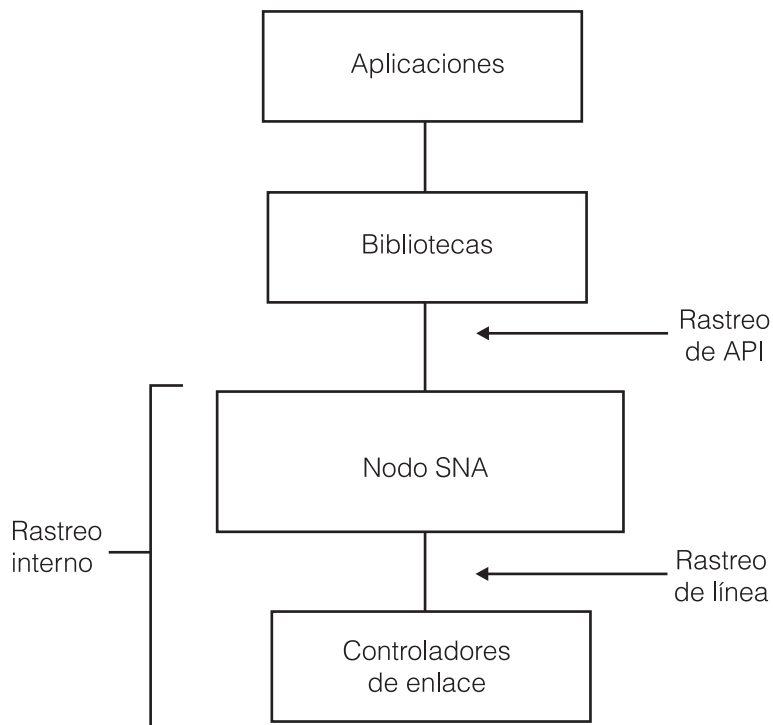 Aplicaciones
Bibliotecas
Rastreo
de API
Nodo SNA
Rastreo
interno
Rastreo
de línea
Controladores
de enlace